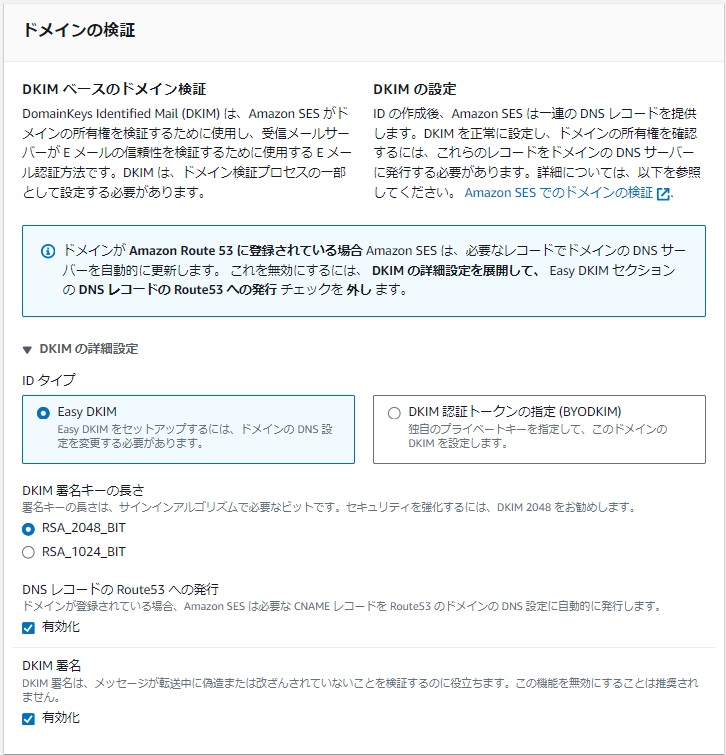 ドメインの検証
DKIM ベースのドメイン検証
DomainKeys Identified Mail (DKIM) は、Amazon SES がド
メインの所有権を検証するために使用し、受信メールサー
バーが E メールの信頼性を検証するために使用する E メー
ル認証方法です。DKIM は、ドメイン検証プロセスの一部
として設定する必要があります。
DKIM の設定
ID の作成後、Amazon SES は一連の DNS レコードを提供
します。DKIM を正常に設定し、ドメインの所有権を確認
するには、これらのレコードをドメインの DNS サーバー
に発行する必要があります。詳細については、以下を参照
してください。 Amazon SES でのドメインの検証.
ドメインが Amazon Route 53 に登録されている場合 Amazon SES は、必要なレコードでドメインの DNS サー
バーを自動的に更新します。 これを無効にするには、 DKIM の詳細設定を展開して、 Easy DKIM セクション
の DNS レコードの Route53 への発行 チェックを 外し ます。
▼ DKIM の詳細設定
ID タイプ
Easy DKIM
Easy DKIM をセットアップするには、ドメインの DNS 設
定を変更する必要があります。
DKIM 認証トークンの指定 (BYODKIM)
独自のプライベートキーを指定して、このドメインの
DKIM を設定します。
DKIM 署名キーの長さ
署名キーの長さは、サインインアルゴリズムで必要なビットです。セキュリティを強化するには、DKIM 2048 をお勧めします。
RSA_2048_BIT
RSA_1024_BIT
DNS レコードの Route53 への発行
ドメインが登録されている場合、Amazon SES は必要な CNAME レコードを Route53 のドメインの DNS 設定に自動的に発行します。
有効化
DKIM 署名
DKIM 署名は、メッセージが転送中に偽造または改ざんされていないことを検証するのに役立ちます。この機能を無効にすることは推奨され
ません。
有効化